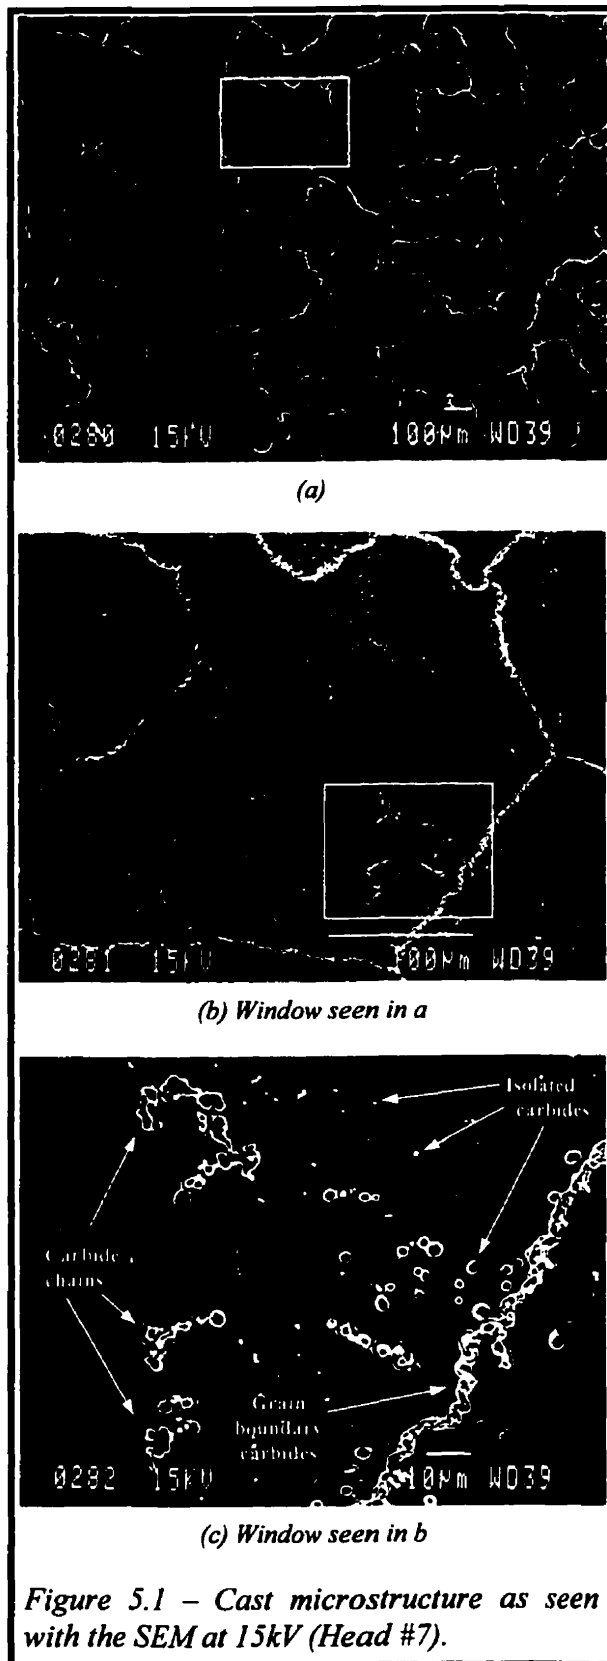 0280 15KV 100µm WD39
(a)
0281 15KV 100µm WD39
(b) Window seen in a
Isolated
carbides
Carbide
chains
Grain
boundary
carbides
0282 15KV 10µm WD39
(c) Window seen in b
Figure 5.1 – Cast microstructure as seen
with the SEM at 15kV (Head #7).